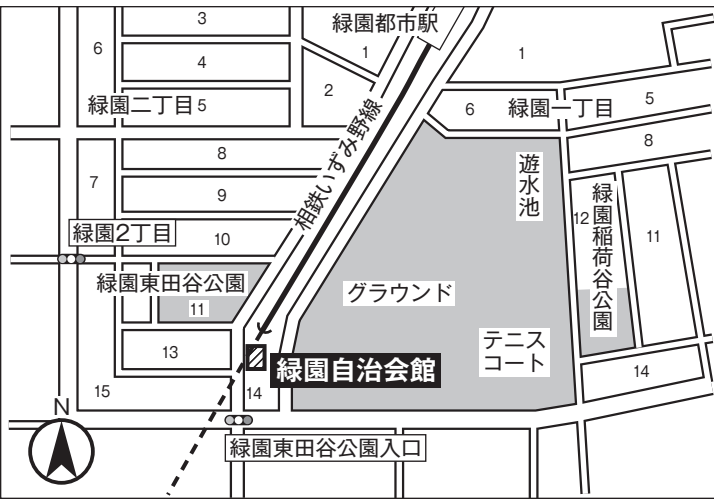 緑園都市駅
3
6
4
1
1
2
緑園二丁目 5
相鉄いずみ野線
6
緑園一丁目
5
8
8
7
9
遊水池
12
緑園稲荷谷公園
11
緑園2丁目
10
緑園東田谷公園
11
グラウンド
テニス
コート
13
緑園自治会館
15
14
14
N
緑園東田谷公園入口